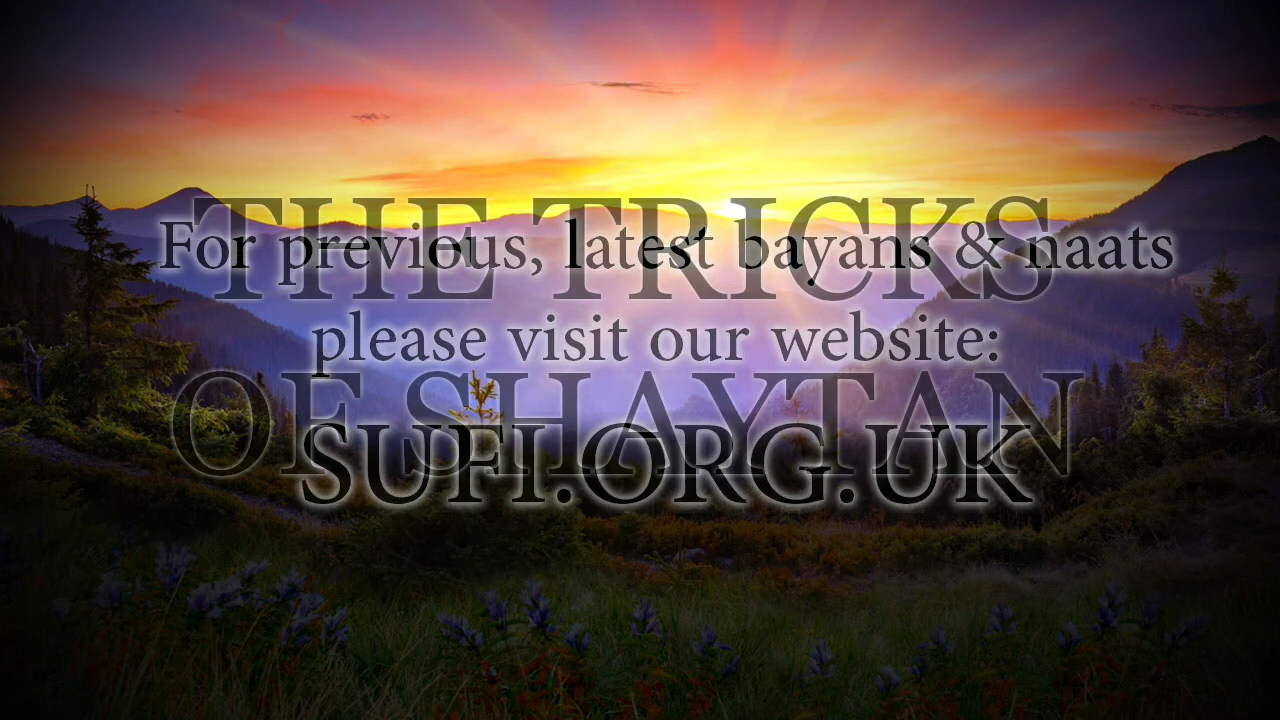 THE TRICKS
For previous, latest bayans & naats
please visit our website:
OF SHAYTAN
SUFI.ORG.UK